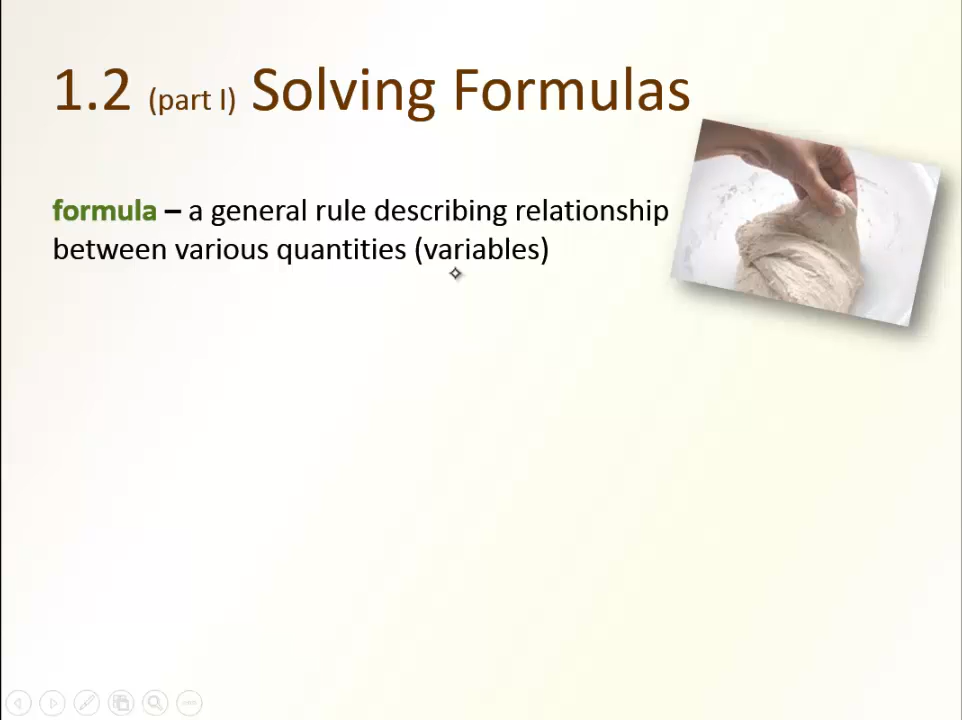 1.2 (part I) Solving Formulas
formula – a general rule describing relationship
between various quantities (variables)